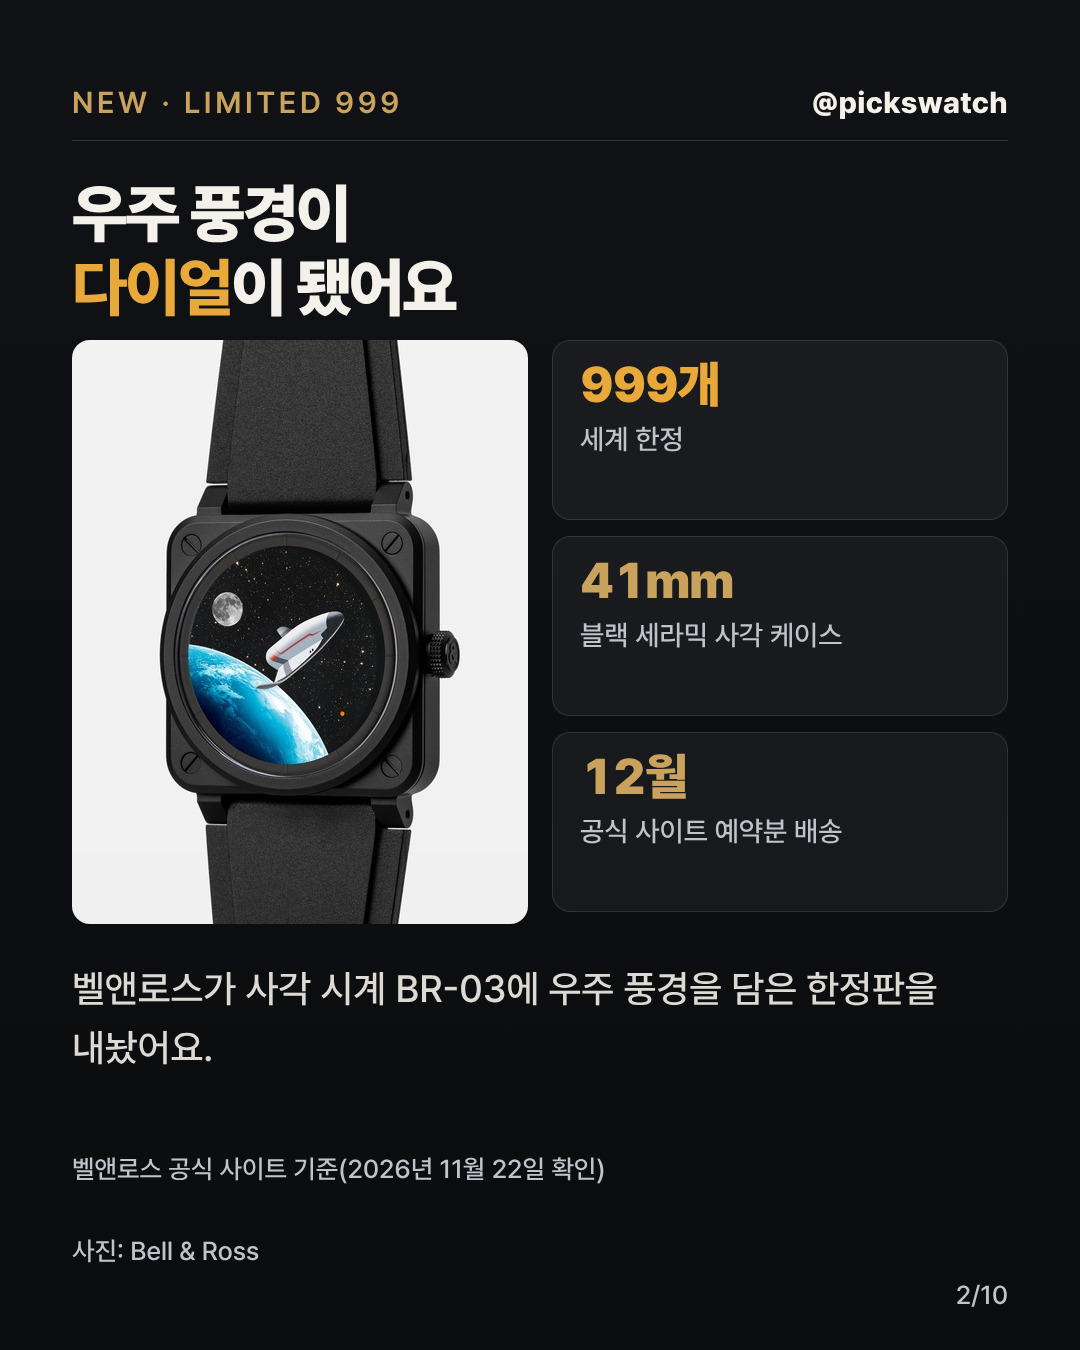 NEW · LIMITED 999
@pickswatch
우주 풍경이
다이얼이 됐어요
999개
세계 한정
41mm
블랙 세라믹 사각 케이스
12월
공식 사이트 예약분 배송
벨앤로스가 사각 시계 BR-03에 우주 풍경을 담은 한정판을
내놨어요.
벨앤로스 공식 사이트 기준(2026년 11월 22일 확인)
사진: Bell & Ross
2/10